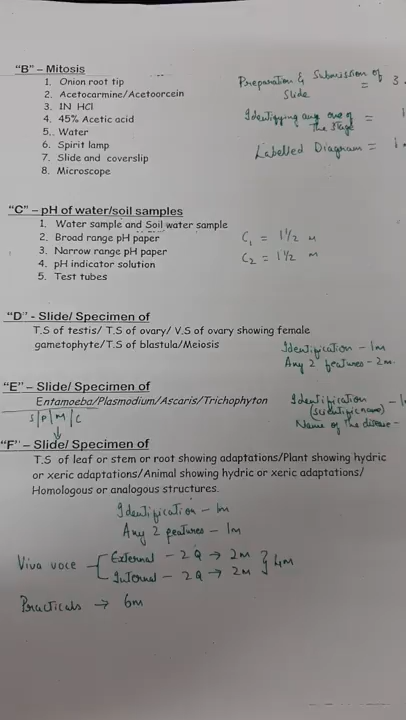 "B" – Mitosis
1. Onion root tip
2. Acetocarmine/Acetoorcein
3. 1N HCl
4. 45% Acetic acid
5. Water
6. Spirit lamp
7. Slide and coverslip
8. Microscope
Preparation & Submission of
Slide = 3
Identifying any one of
the stage = 1
Labelled Diagram = 1
"C" – pH of water/soil samples
1. Water sample and Soil water sample
2. Broad range pH paper
3. Narrow range pH paper
4. pH indicator solution
5. Test tubes
C1 = 1½ M
C2 = 1½ M
"D" - Slide/ Specimen of
T.S of testis/ T.S of ovary/ V.S of ovary showing female
gametophyte/T.S of blastula/Meiosis
Identification – 1m
Any 2 features – 2m.
"E" – Slide/ Specimen of
Entamoeba/Plasmodium/Ascaris/Trichophyton
S/P/M/C
Identification – 1
(Scientific name)
Name of the disease –
"F" – Slide/ Specimen of
T.S. of leaf or stem or root showing adaptations/Plant showing hydric
or xeric adaptations/Animal showing hydric or xeric adaptations/
Homologous or analogous structures.
Identification – 1m
Any 2 features – 1m
Viva voce External – 2Q → 2m } 4m
Internal – 2Q → 2m
Practicals → 6m